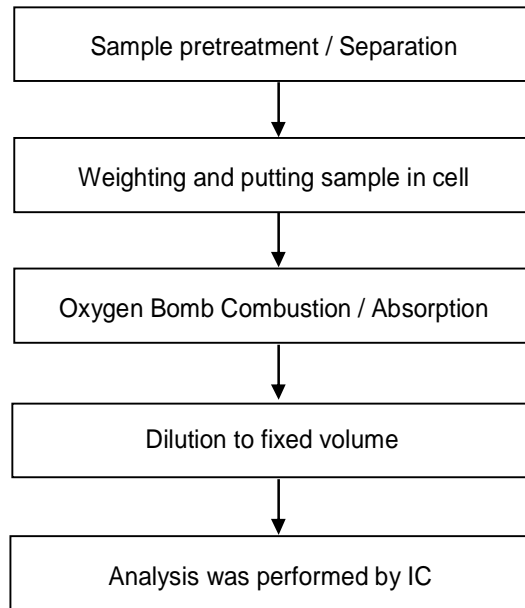 Sample pretreatment / Separation
Weighting and putting sample in cell
Oxygen Bomb Combustion / Absorption
Dilution to fixed volume
Analysis was performed by IC